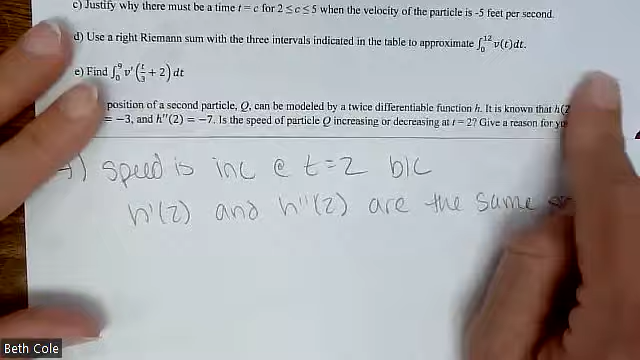 c) Justify why there must be a time t = c for 2 ≤ c ≤ 5 when the velocity of the particle is -5 feet per second.
d) Use a right Riemann sum with the three intervals indicated in the table to approximate ∫₀¹² v(t)dt.
e) Find ∫₀⁹ v′(t/3 + 2) dt
position of a second particle, Q, can be modeled by a twice differentiable function h. It is known that h(2
= −3, and h″(2) = −7. Is the speed of particle Q increasing or decreasing at t = 2? Give a reason for
) speed is inc @ t=2 b/c
h'(2) and h''(2) are the same
Beth Cole